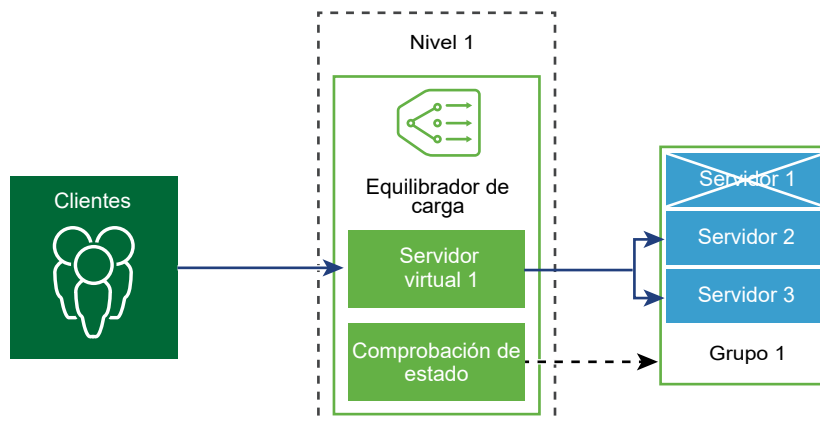 Nivel 1
Equilibrador de
carga
Clientes
Servidor
virtual 1
Comprobación de
estado
Servidor 1
Servidor 2
Servidor 3
Grupo 1